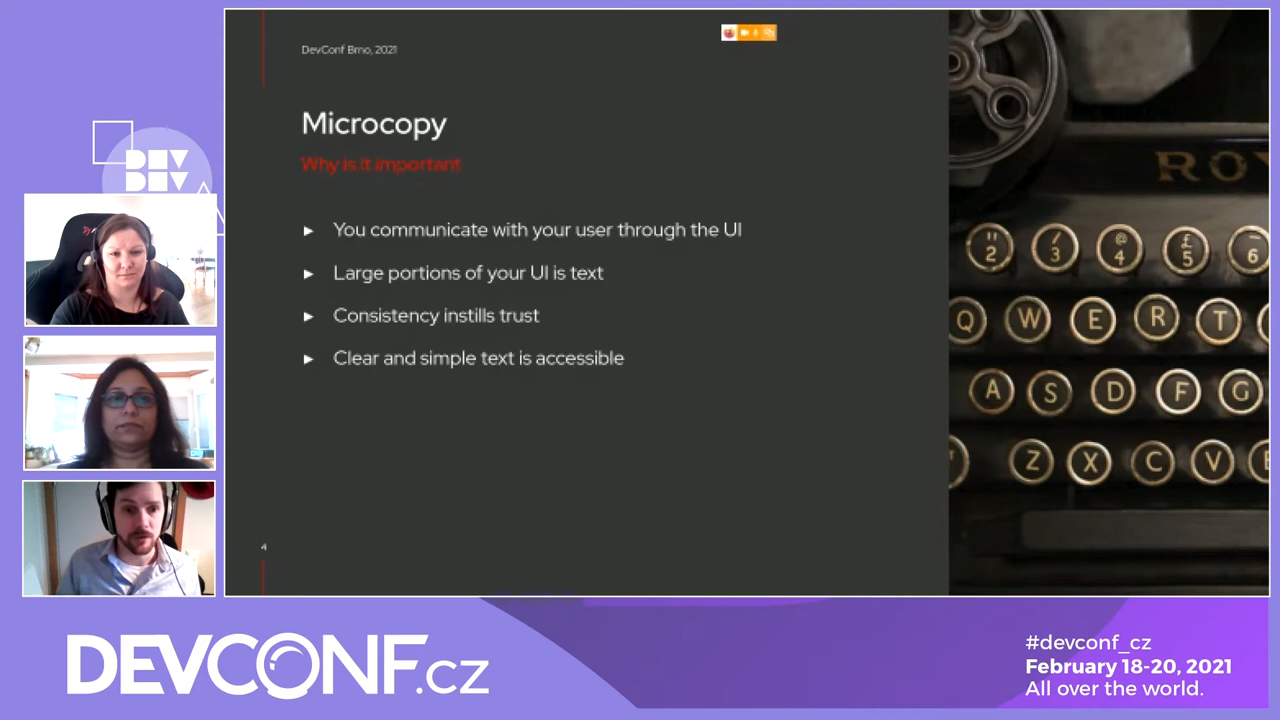 DevConf Brno, 2021
Microcopy
Why is it important
► You communicate with your user through the UI
► Large portions of your UI is text
► Consistency instills trust
► Clear and simple text is accessible
4
ROY
" 2 / 3 @ 4 £ 5 – 6
Q W E R T
A S D F G
Z X C V
DEV
DEV
DEVCONF.cz
#devconf_cz
February 18-20, 2021
All over the world.